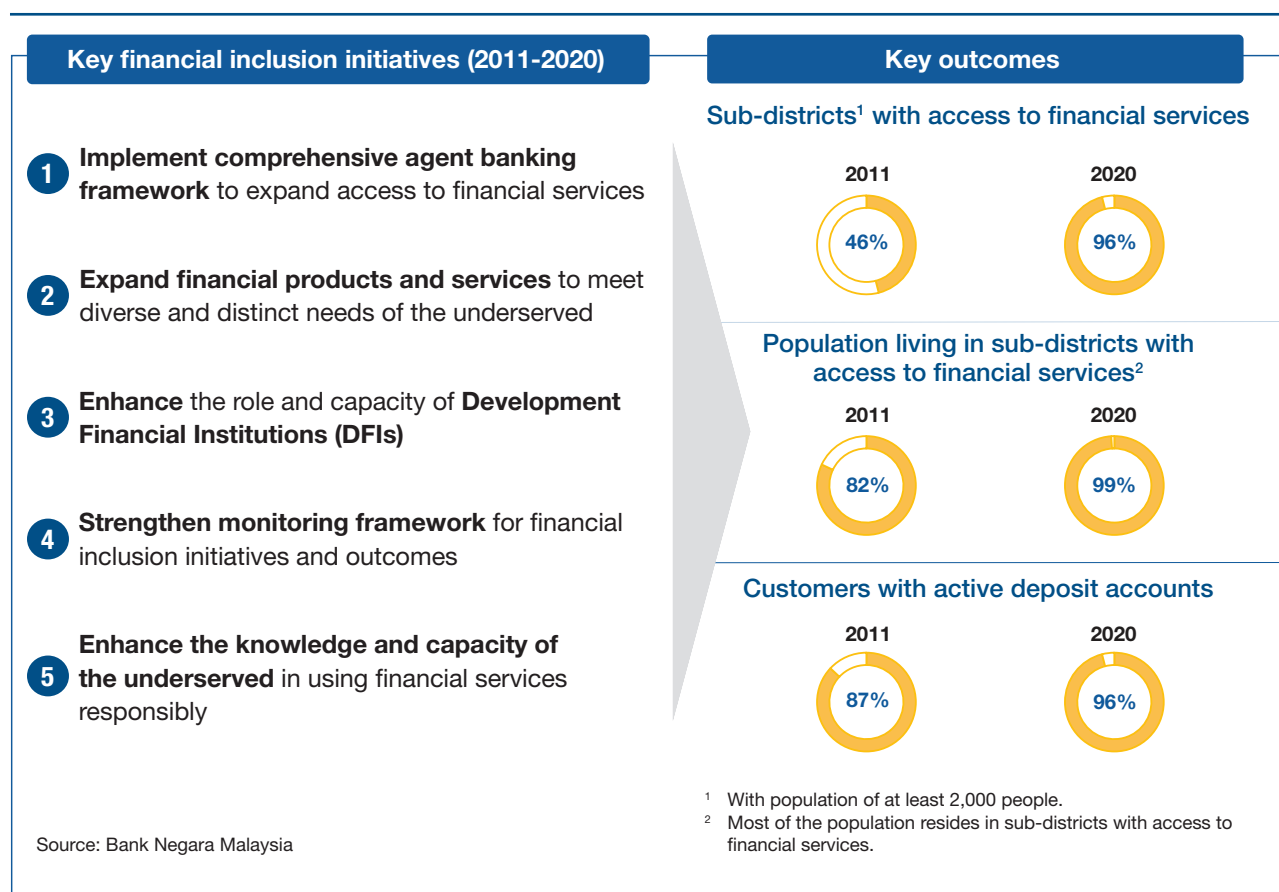 Key financial inclusion initiatives (2011-2020)
1
Implement comprehensive agent banking
framework to expand access to financial services
2
Expand financial products and services to meet
diverse and distinct needs of the underserved
3
Enhance the role and capacity of Development
Financial Institutions (DFIs)
4
Strengthen monitoring framework for financial
inclusion initiatives and outcomes
5
Enhance the knowledge and capacity of
the underserved in using financial services
responsibly
Source: Bank Negara Malaysia
Key outcomes
Sub-districts¹ with access to financial services
2011 2020
46% 96%
Population living in sub-districts with
access to financial services²
2011 2020
82% 99%
Customers with active deposit accounts
2011 2020
87% 96%
¹ With population of at least 2,000 people.
² Most of the population resides in sub-districts with access to
financial services.